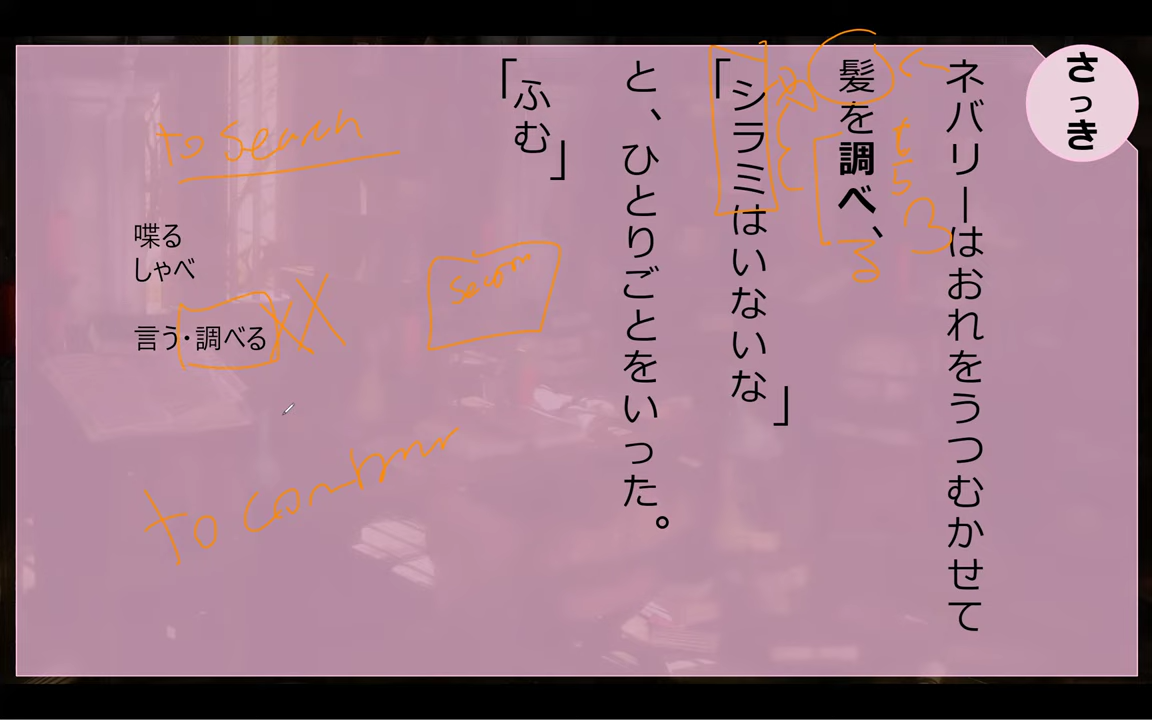 さっき
ネバリーはおれをうつむかせて
髪を調べ、
「シラミはいないな」
と、ひとりごとをいった。
「ふむ」
to search
喋る
しゃべ
言う・調べる
る